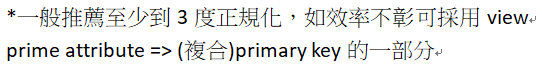 *一般推薦至少到 3 度正規化，如效率不彰可採用 view
prime attribute => (複合)primary key 的一部分